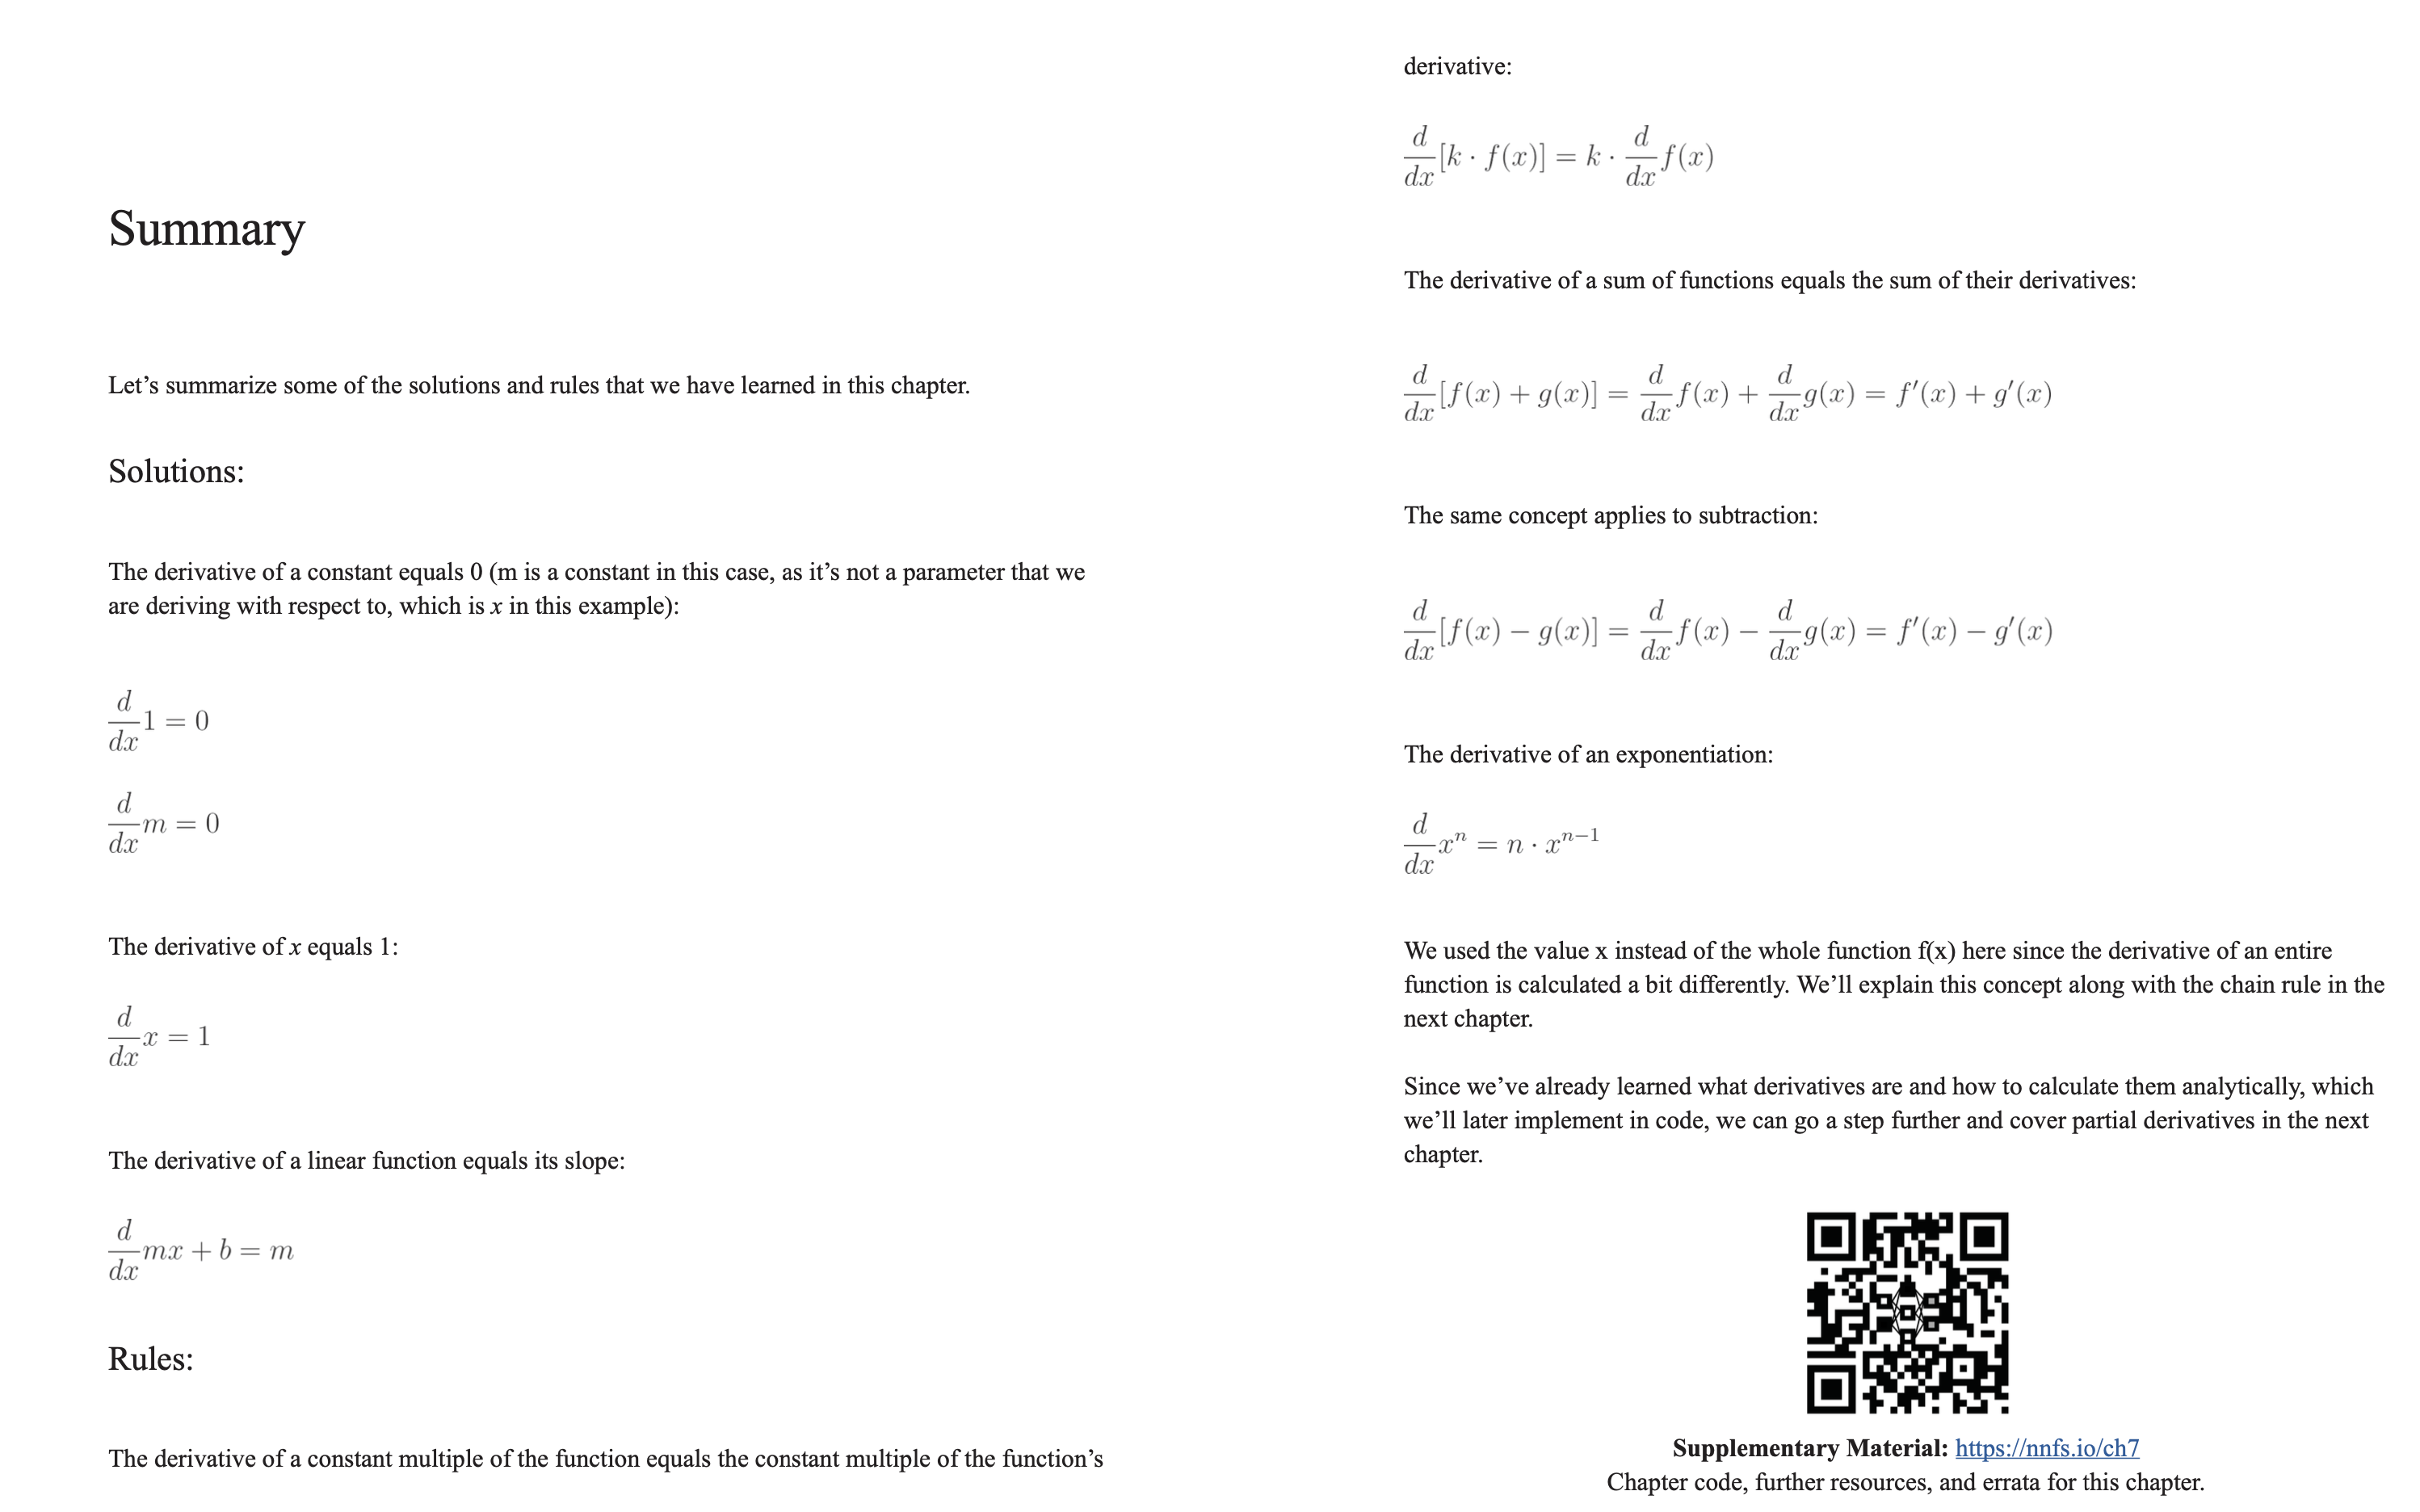 Summary
Let’s summarize some of the solutions and rules that we have learned in this chapter.
Solutions:
The derivative of a constant equals 0 (m is a constant in this case, as it’s not a parameter that we
are deriving with respect to, which is x in this example):
\frac{d}{dx} 1 = 0
\frac{d}{dx} m = 0
The derivative of x equals 1:
\frac{d}{dx} x = 1
The derivative of a linear function equals its slope:
\frac{d}{dx} mx + b = m
Rules:
The derivative of a constant multiple of the function equals the constant multiple of the function’s
derivative:
\frac{d}{dx} [k · f(x)] = k · \frac{d}{dx} f(x)
The derivative of a sum of functions equals the sum of their derivatives:
\frac{d}{dx} [f(x) + g(x)] = \frac{d}{dx} f(x) + \frac{d}{dx} g(x) = f′(x) + g′(x)
The same concept applies to subtraction:
\frac{d}{dx} [f(x) − g(x)] = \frac{d}{dx} f(x) − \frac{d}{dx} g(x) = f′(x) − g′(x)
The derivative of an exponentiation:
\frac{d}{dx} x^n = n · x^{n−1}
We used the value x instead of the whole function f(x) here since the derivative of an entire
function is calculated a bit differently. We’ll explain this concept along with the chain rule in the
next chapter.
Since we’ve already learned what derivatives are and how to calculate them analytically, which
we’ll later implement in code, we can go a step further and cover partial derivatives in the next
chapter.
Supplementary Material: https://nnfs.io/ch7
Chapter code, further resources, and errata for this chapter.